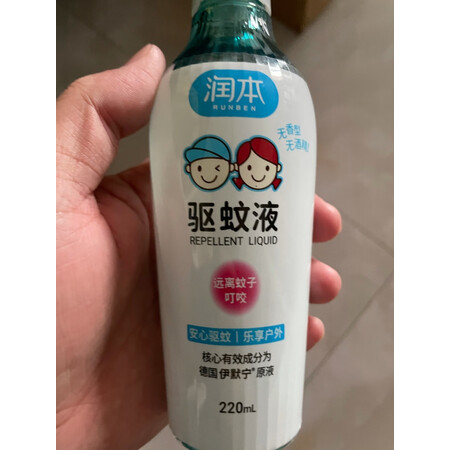 润本
RUNBEN
无香型
无酒精
驱蚊液
REPELLENT LIQUID
远离蚊子
叮咬
安心驱蚊|乐享户外
核心有效成分为
德国伊默宁*原液
220mL